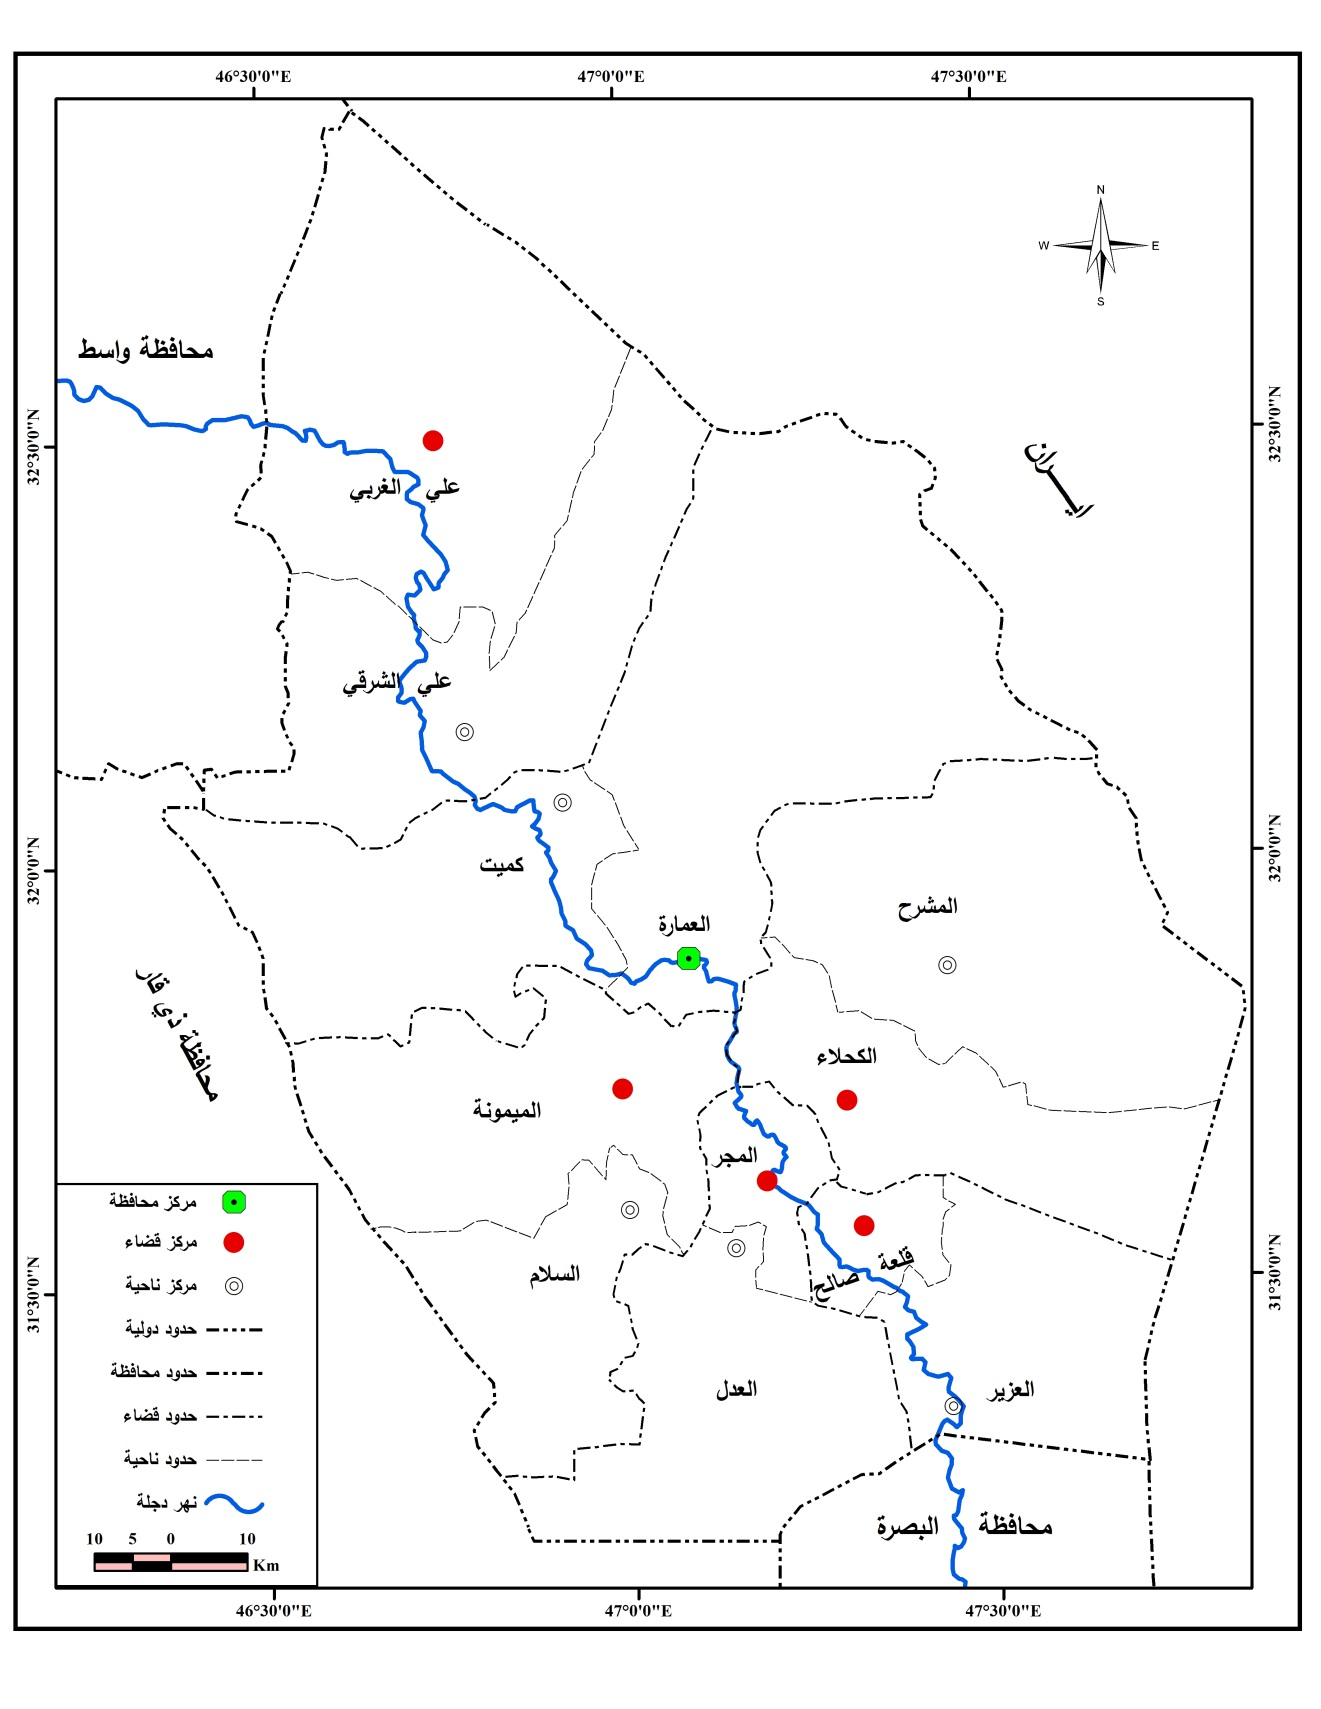 46°30'0"E
47°0'0"E
47°30'0"E
N
W
E
S
محافظة واسط
32°30'0"N
32°30'0"N
ايران
علي الغربي
علي الشرقي
32°0'0"N
32°0'0"N
كميت
المشرح
العمارة
محافظة ذي قار
الكحلاء
الميمونة
المجر
قلعة صالح
السلام
31°30'0"N
31°30'0"N
العدل
العزير
محافظة البصرة
مركز محافظة
مركز قضاء
مركز ناحية
حدود دولية
حدود محافظة
حدود قضاء
حدود ناحية
نهر دجلة
10 5 0 10
Km
46°30'0"E
47°0'0"E
47°30'0"E